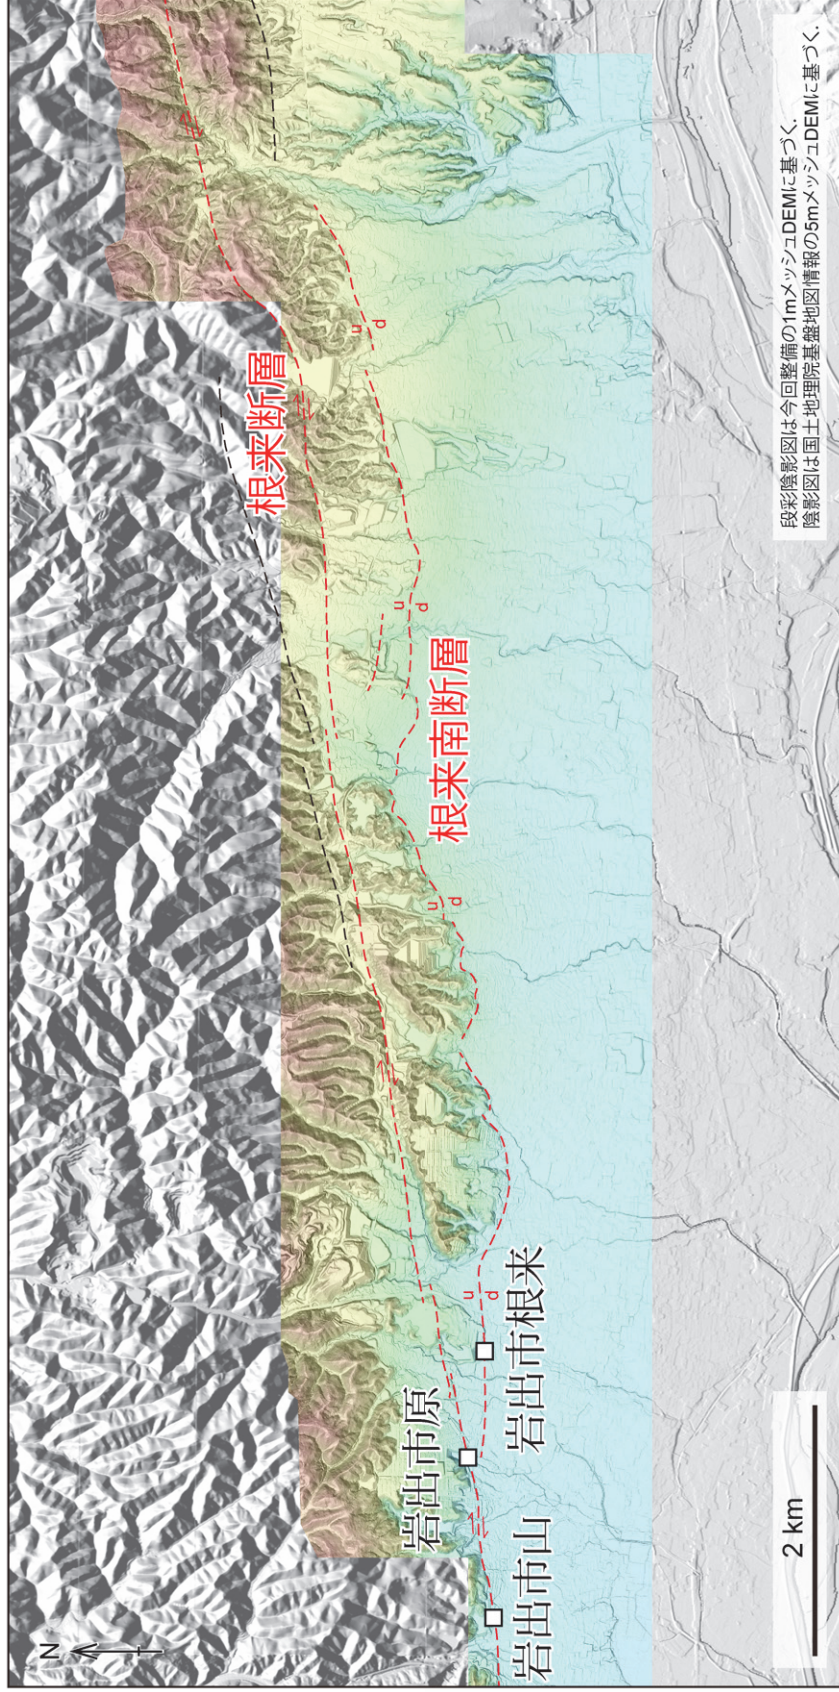 N
根来断層
u
d
u
d
根来南断層
u
d
u
d
岩出市原
岩出市根来
岩出市山
2 km
段彩陰影図は今回整備の1mメッシュDEMに基づく.
陰影図は国土地理院基盤地図情報の5mメッシュDEMに基づく.